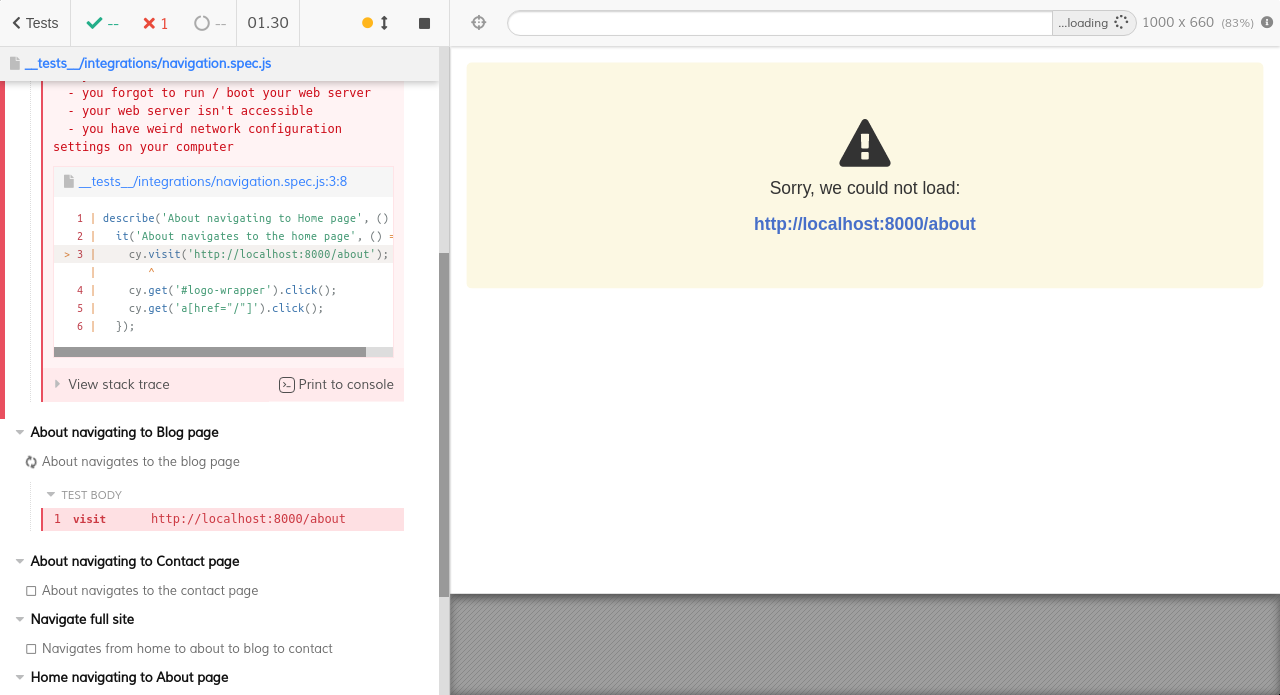 Tests
--
1
--
01.30
...loading
1000 x 660 (83%)
__tests__/integrations/navigation.spec.js
- you forgot to run / boot your web server
- your web server isn't accessible
- you have weird network configuration
settings on your computer
__tests__/integrations/navigation.spec.js:3:8
1 | describe('About navigating to Home page', ()
2 |   it('About navigates to the home page', () =
> 3 |     cy.visit('http://localhost:8000/about');
|        ^
4 |     cy.get('#logo-wrapper').click();
5 |     cy.get('a[href="/"]').click();
6 |   });
View stack trace
Print to console
About navigating to Blog page
About navigates to the blog page
TEST BODY
1 visit http://localhost:8000/about
About navigating to Contact page
About navigates to the contact page
Navigate full site
Navigates from home to about to blog to contact
Home navigating to About page
Sorry, we could not load:
http://localhost:8000/about